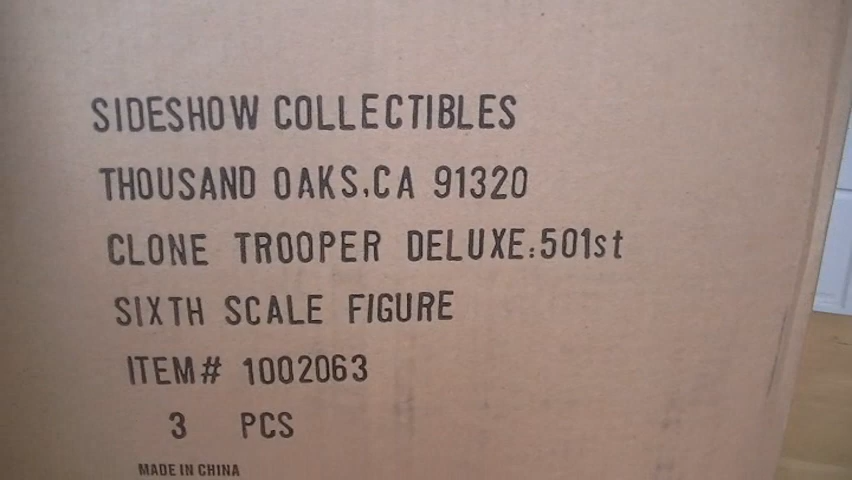 SIDESHOW COLLECTIBLES
THOUSAND OAKS,CA 91320
CLONE TROOPER DELUXE:501st
SIXTH SCALE FIGURE
ITEM# 1002063
3 PCS
MADE IN CHINA